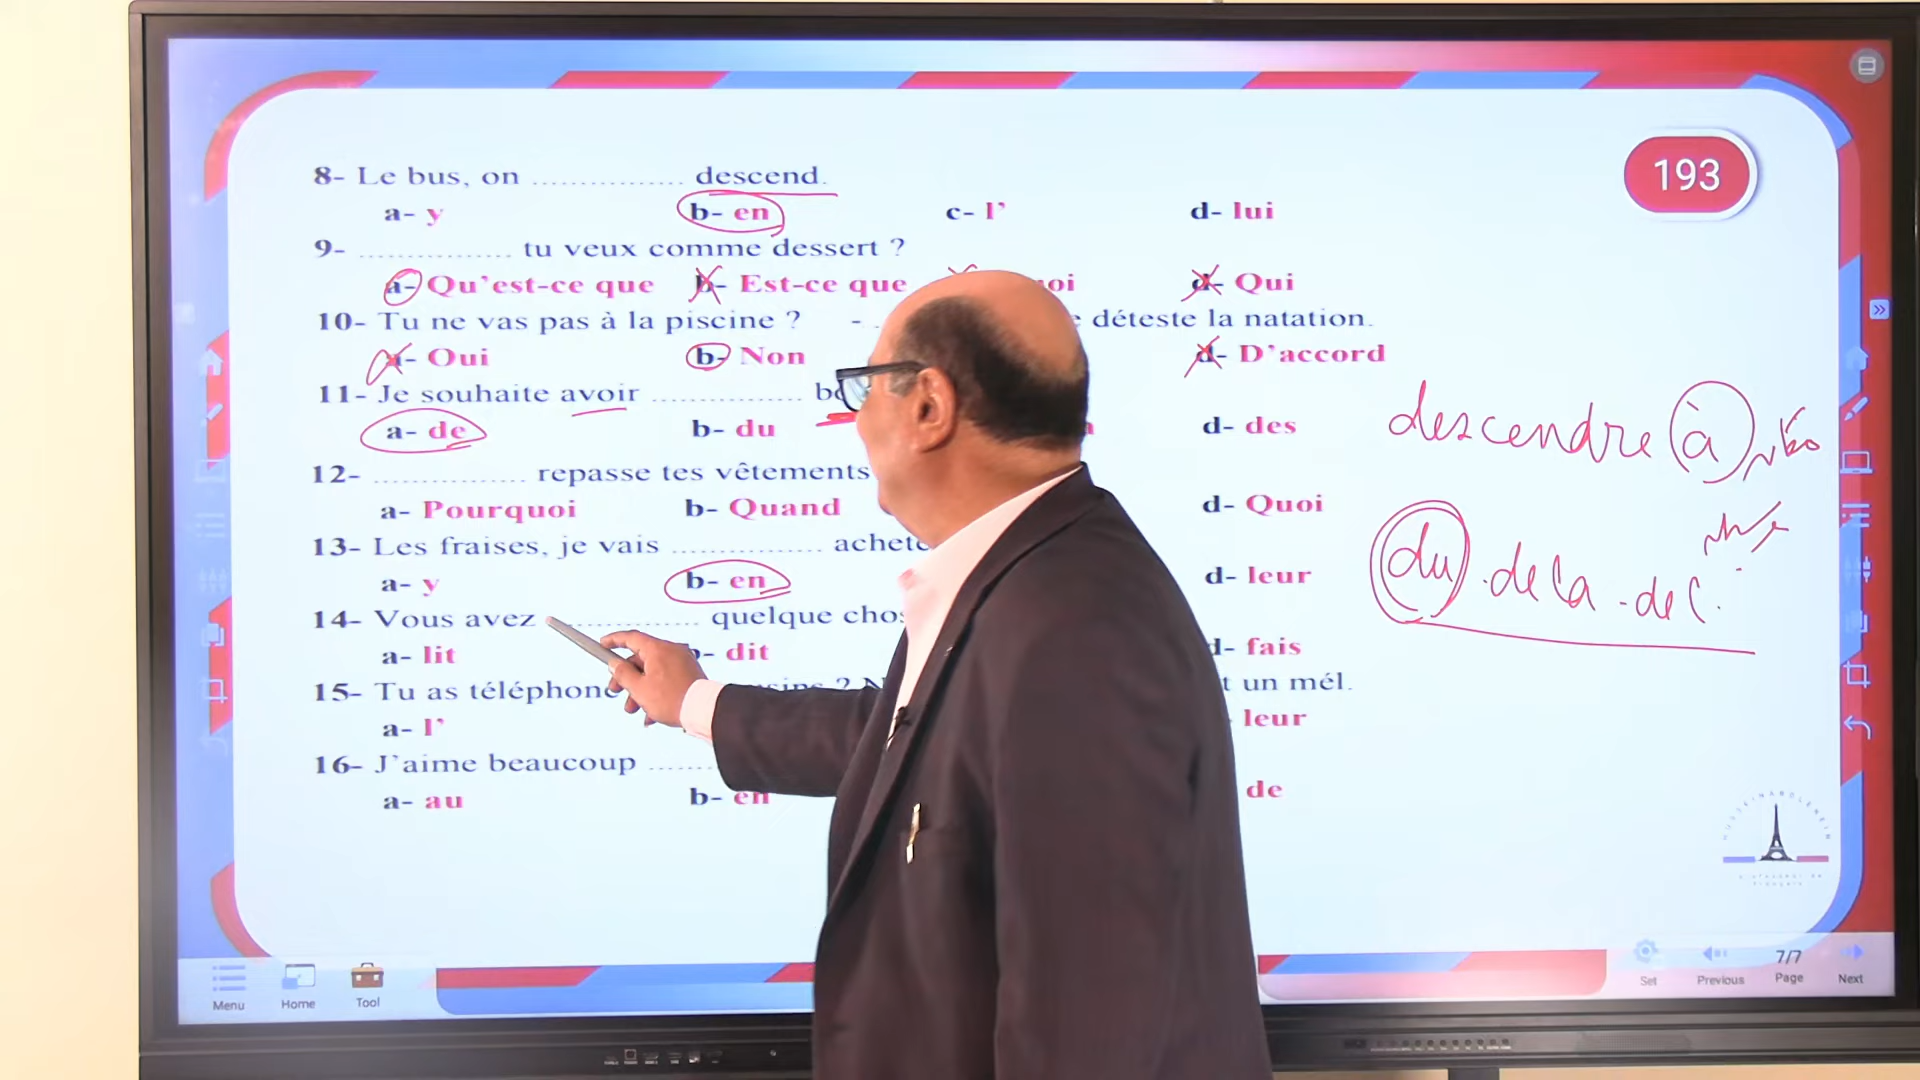 193
8- Le bus, on ................ descend.
a- y b- en c- l' d- lui
9- ................ tu veux comme dessert ?
a- Qu'est-ce que b- Est-ce que d- Qui
10- Tu ne vas pas à la piscine ? - déteste la natation.
a- Oui b- Non d- D'accord
11- Je souhaite avoir ................
a- de b- du d- des
12- ................ repasse tes vêtements
a- Pourquoi b- Quand d- Quoi
13- Les fraises, je vais ................
a- y b- en d- leur
14- Vous avez ................ quelque
a- lit b- dit d- fais
15- Tu as ? un mél.
a- l' leur
16- J'aime beaucoup .......
a- au b- en de
descendre à
du . de la - de l'
Menu Home Tool
Set Previous 7/7 Page Next